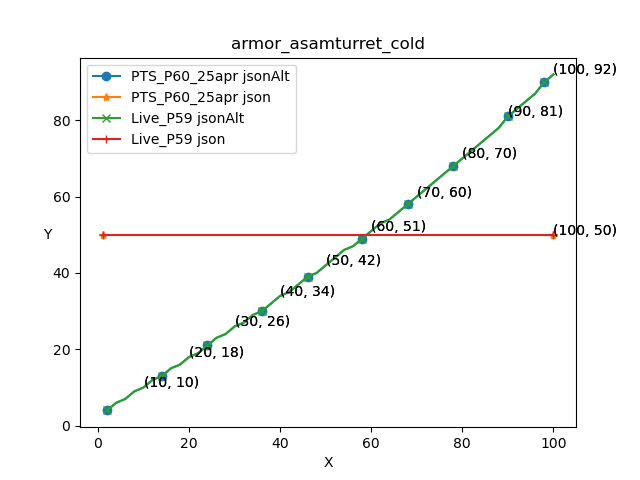 armor_asamturret_cold
PTS_P60_25apr jsonAlt
PTS_P60_25apr json
Live_P59 jsonAlt
Live_P59 json
(100, 92)
(90, 81)
(80, 70)
(70, 60)
(60, 51)
(100, 50)
(50, 42)
(40, 34)
(30, 26)
(20, 18)
(10, 10)
Y
80
60
40
20
0
0 20 40 60 80 100
X